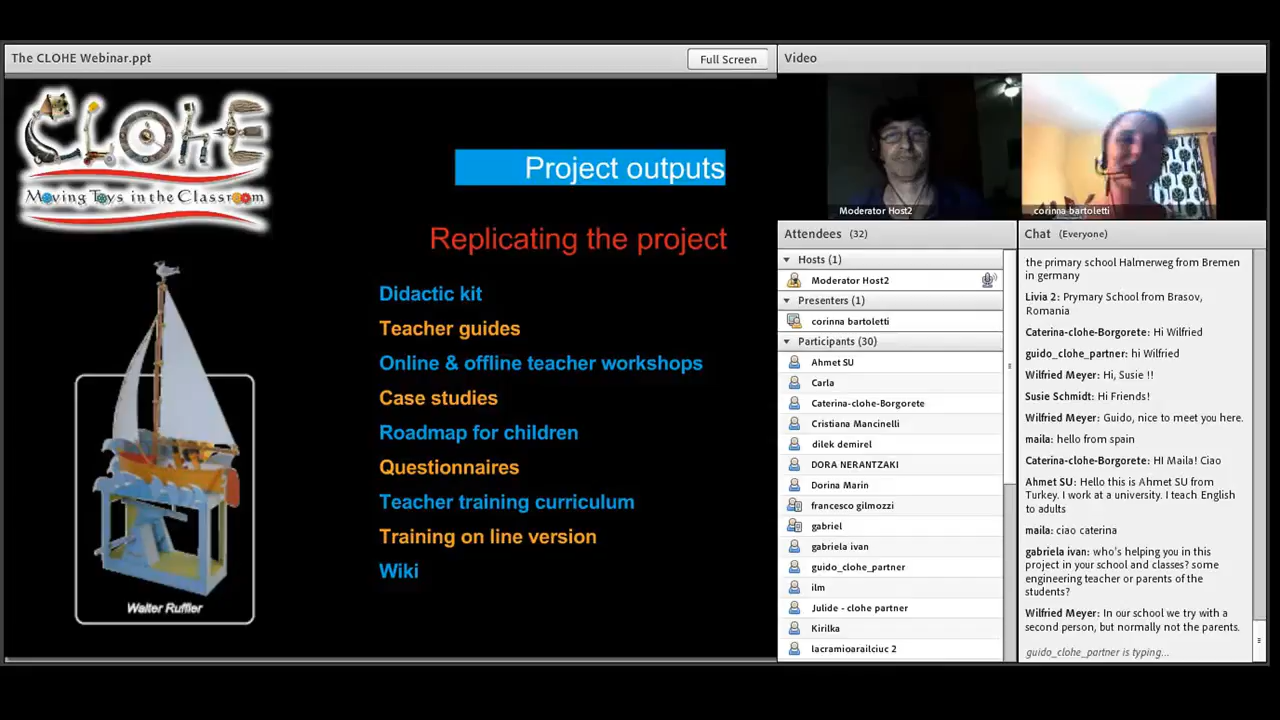 The CLOHE Webinar.ppt
Full Screen
CLOHE
Moving Toys in the Classroom
Project outputs
Replicating the project
Didactic kit
Teacher guides
Online & offline teacher workshops
Case studies
Roadmap for children
Questionnaires
Teacher training curriculum
Training on line version
Wiki
Walter Ruffler
Video
Moderator Host2
corinna bartoletti
Attendees (32)
Hosts (1)
Moderator Host2
Presenters (1)
corinna bartoletti
Participants (30)
Ahmet SU
Carla
Caterina-clohe-Borgorete
Cristiana Mancinelli
dilek demirel
DORA NERANTZAKI
Dorina Marin
francesco gilmozzi
gabriel
gabriela ivan
guido_clohe_partner
ilm
Julide - clohe partner
Kirilka
lacramioarailciuc 2
Chat (Everyone)
the primary school Halmerweg from Bremen
in germany
Livia 2: Prymary School from Brasov,
Romania
Caterina-clohe-Borgorete: Hi Wilfried
guido_clohe_partner: hi Wilfried
Wilfried Meyer: Hi, Susie !!
Susie Schmidt: Hi Friends!
Wilfried Meyer: Guido, nice to meet you here.
maila: hello from spain
Caterina-clohe-Borgorete: HI Maila! Ciao
Ahmet SU: Hello this is Ahmet SU from
Turkey. I work at a university. I teach English
to adults
maila: ciao caterina
gabriela ivan: who's helping you in this
project in your school and classes? some
engineering teacher or parents of the
students?
Wilfried Meyer: In our school we try with a
second person, but normally not the parents.
guido_clohe_partner is typing...